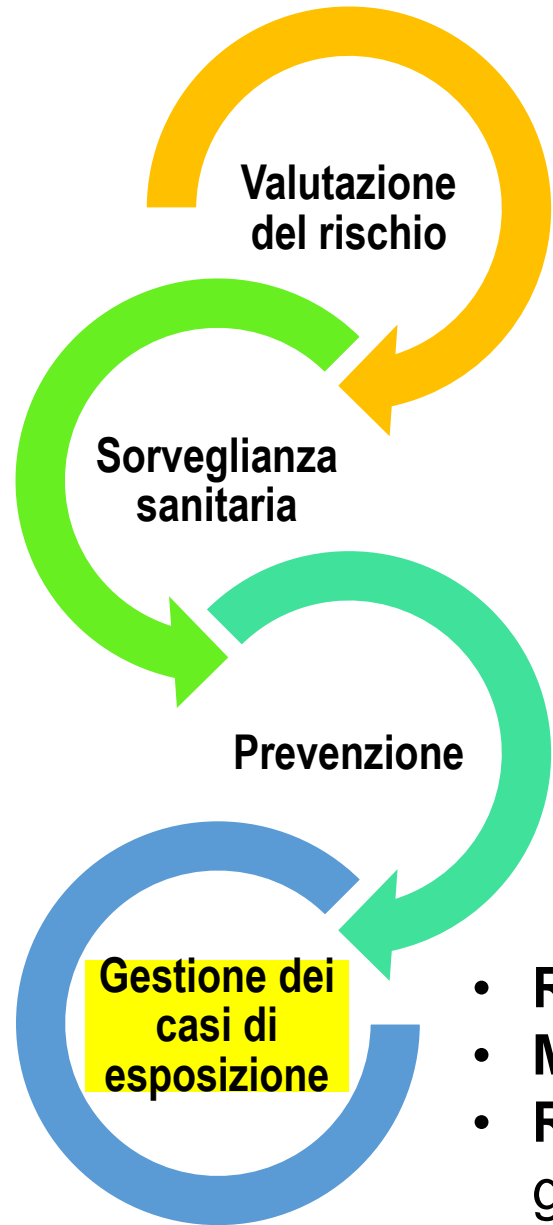 Valutazione
del rischio
Sorveglianza
sanitaria
Prevenzione
Gestione dei
casi di
esposizione